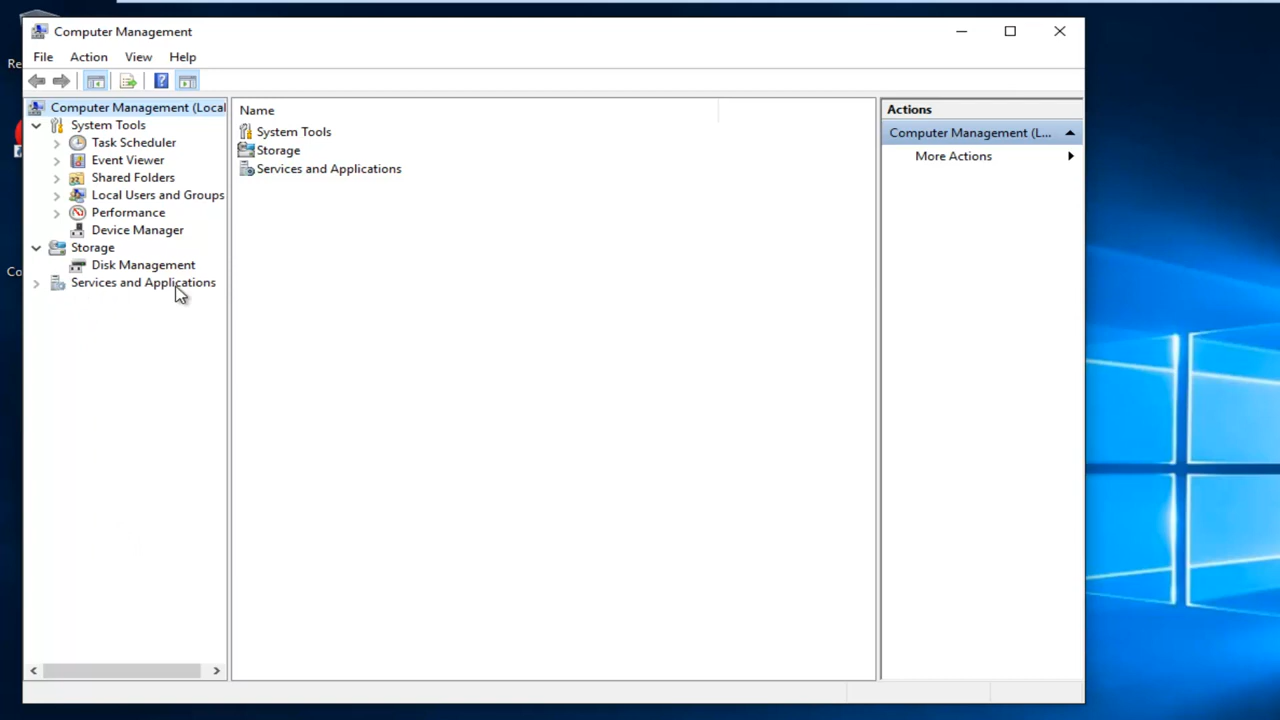 Re
Co
Computer Management
File Action View Help
Computer Management (Local
System Tools
Task Scheduler
Event Viewer
Shared Folders
Local Users and Groups
Performance
Device Manager
Storage
Disk Management
Services and Applications
Name
System Tools
Storage
Services and Applications
Actions
Computer Management (L...
More Actions